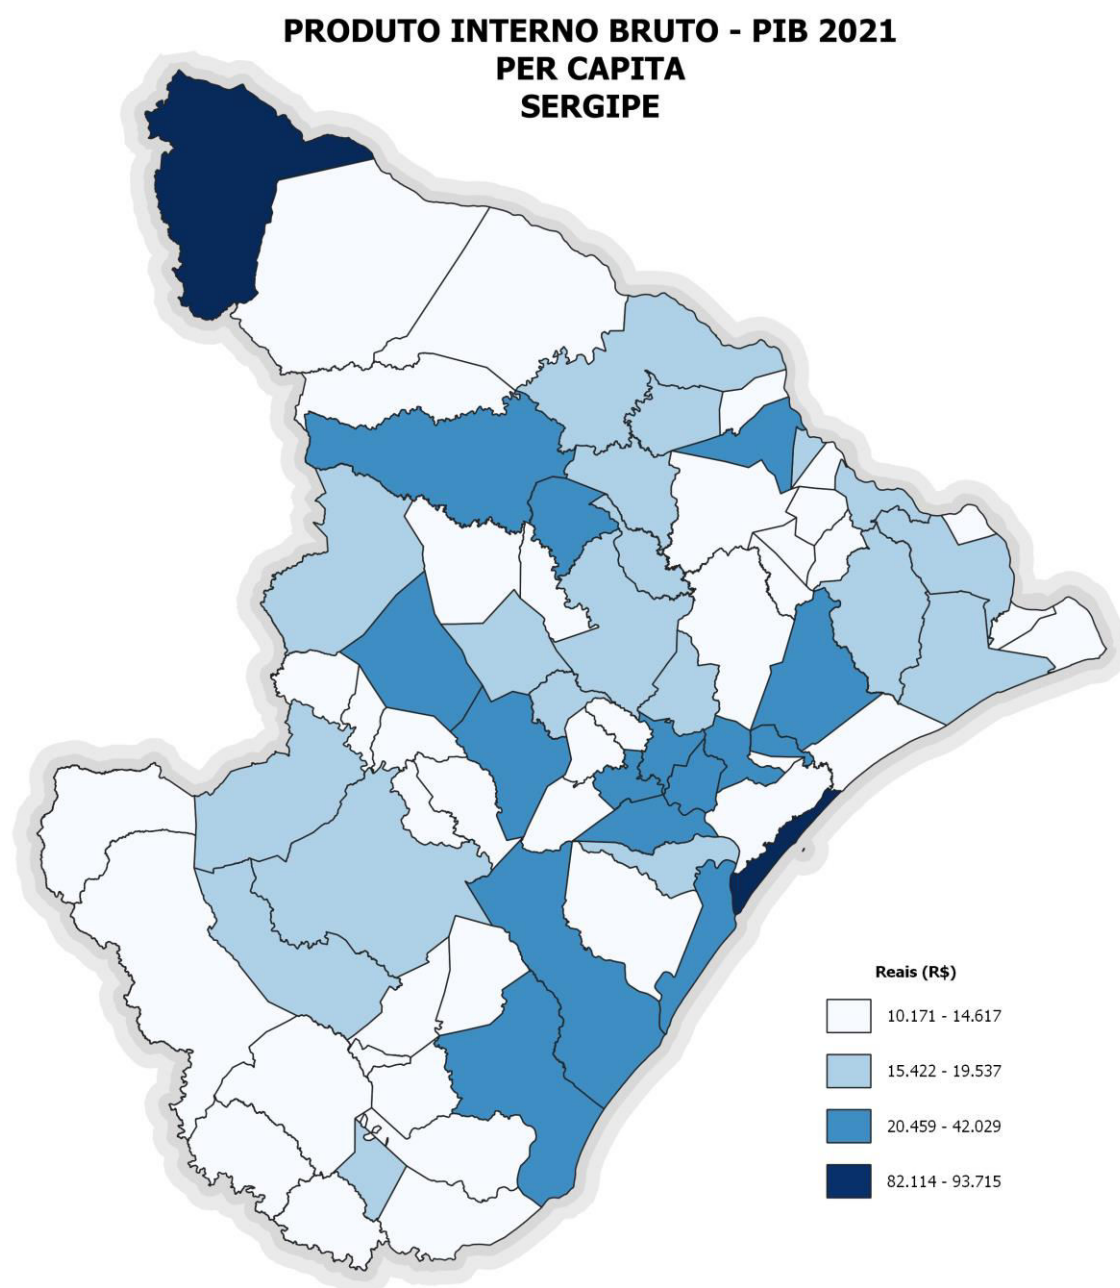 PRODUTO INTERNO BRUTO - PIB 2021
PER CAPITA
SERGIPE
Reais (R$)
10.171 - 14.617
15.422 - 19.537
20.459 - 42.029
82.114 - 93.715